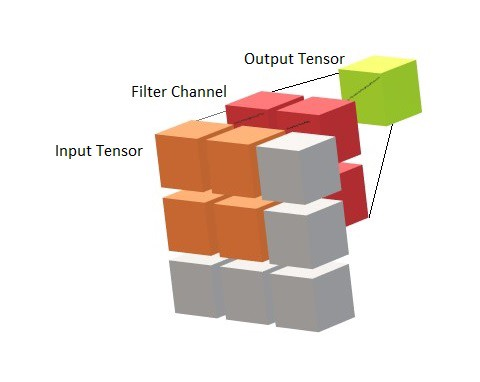 Output Tensor
Filter Channel
Input Tensor